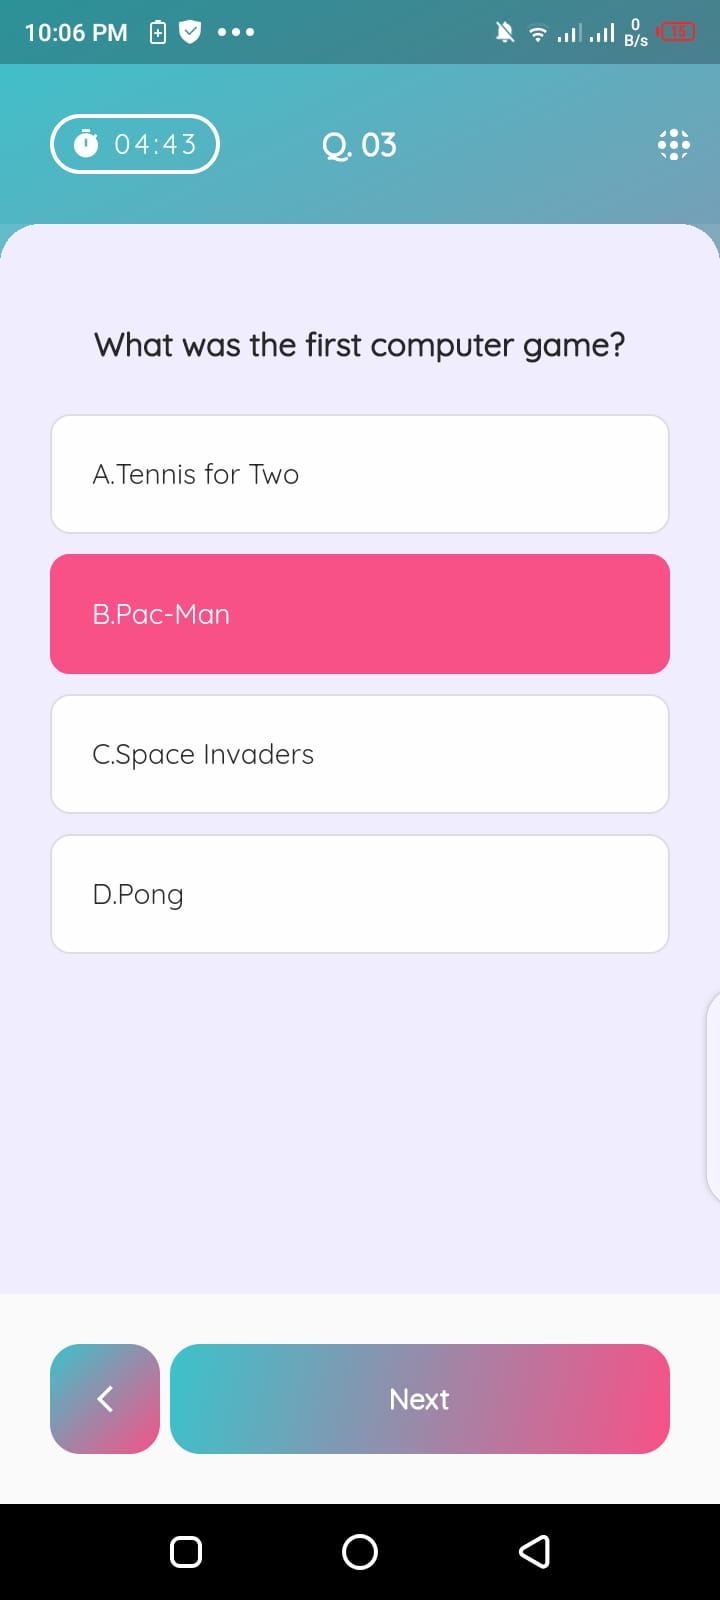 10:06 PM
0
B/s
15
04:43
Q. 03
What was the first computer game?
A.Tennis for Two
B.Pac-Man
C.Space Invaders
D.Pong
Next